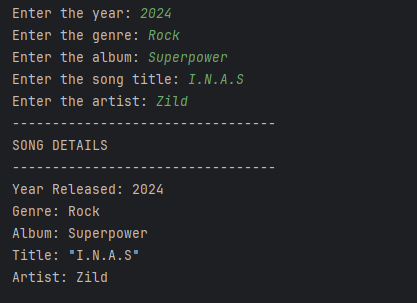 Enter the year: 2024
Enter the genre: Rock
Enter the album: Superpower
Enter the song title: I.N.A.S
Enter the artist: Zild
---------------------------------
SONG DETAILS
---------------------------------
Year Released: 2024
Genre: Rock
Album: Superpower
Title: "I.N.A.S"
Artist: Zild